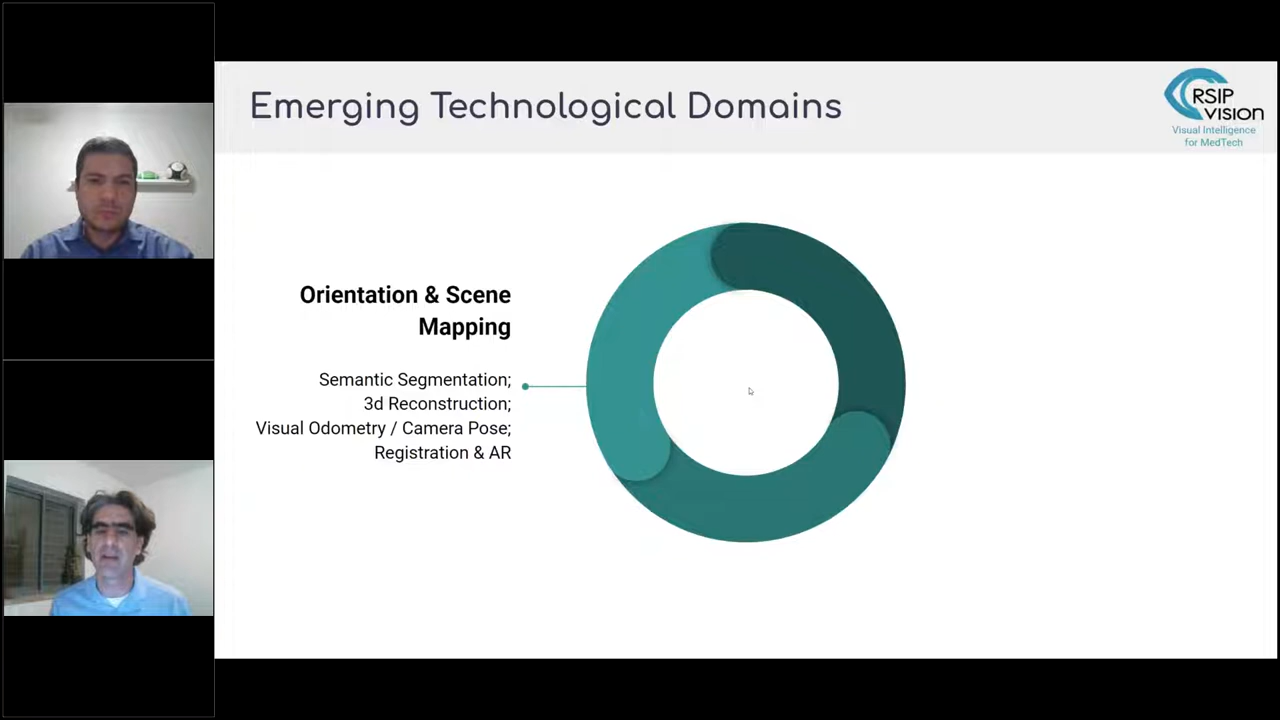 Emerging Technological Domains
RSIP
VISION
Visual Intelligence
for MedTech
Orientation & Scene
Mapping
Semantic Segmentation;
3d Reconstruction;
Visual Odometry / Camera Pose;
Registration & AR